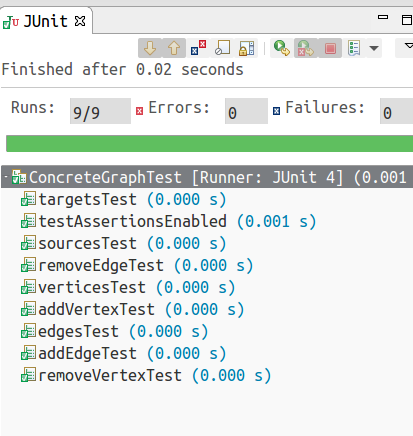 JUnit
Finished after 0.02 seconds
Runs: 9/9 Errors: 0 Failures: 0
ConcreteGraphTest [Runner: JUnit 4] (0.001
targetsTest (0.000 s)
testAssertionsEnabled (0.001 s)
sourcesTest (0.000 s)
removeEdgeTest (0.000 s)
verticesTest (0.000 s)
addVertexTest (0.000 s)
edgesTest (0.000 s)
addEdgeTest (0.000 s)
removeVertexTest (0.000 s)